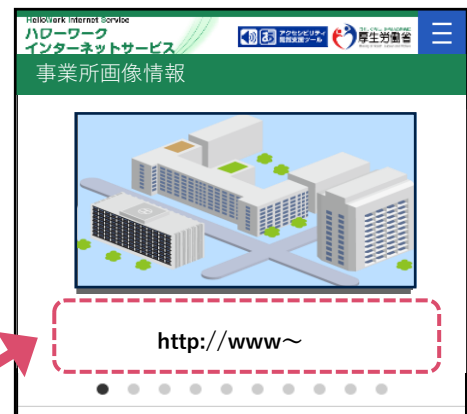 HelloWork Internet Service
ハローワーク
インターネットサービス
アクセシビリティ
閲覧支援ツール
厚生労働省
事業所画像情報
http://www～